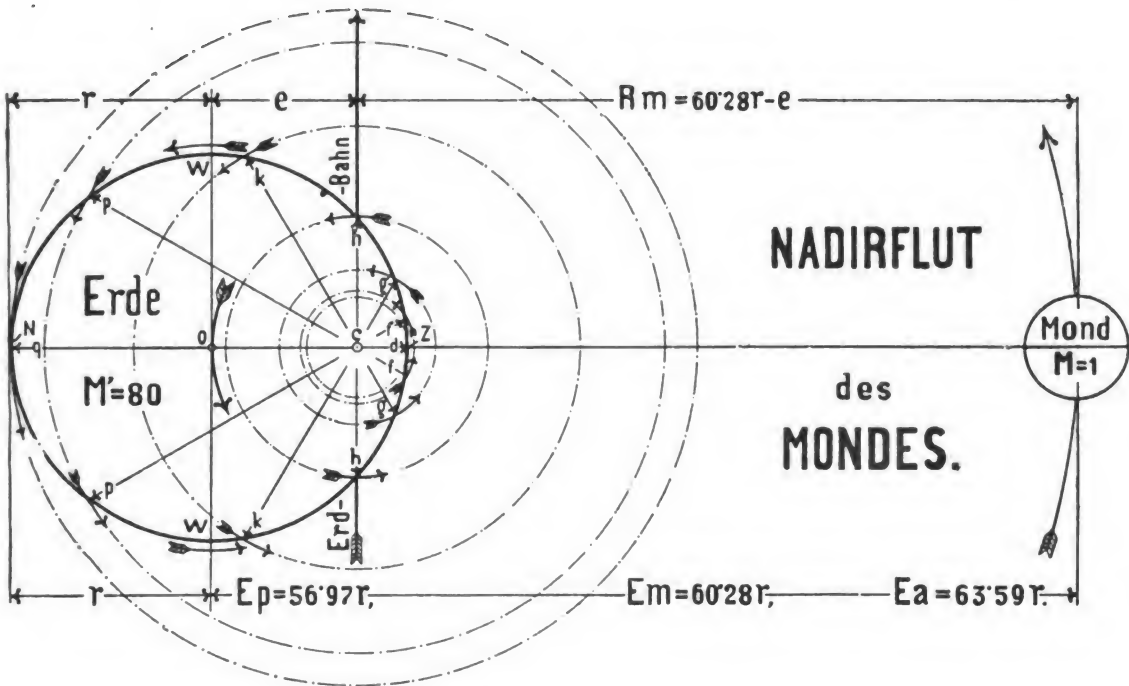 r e Rm=60˙28r-e
W k
p
-Bahn
h
NADIRFLUT
Erde
g
N
q
O
c
d
Z
Mond
M=1
M'=80
f
des
g
MONDES.
h
p
W k
Erd-
r Ep=56˙97r, Em=60˙28r, Ea=63˙59r.